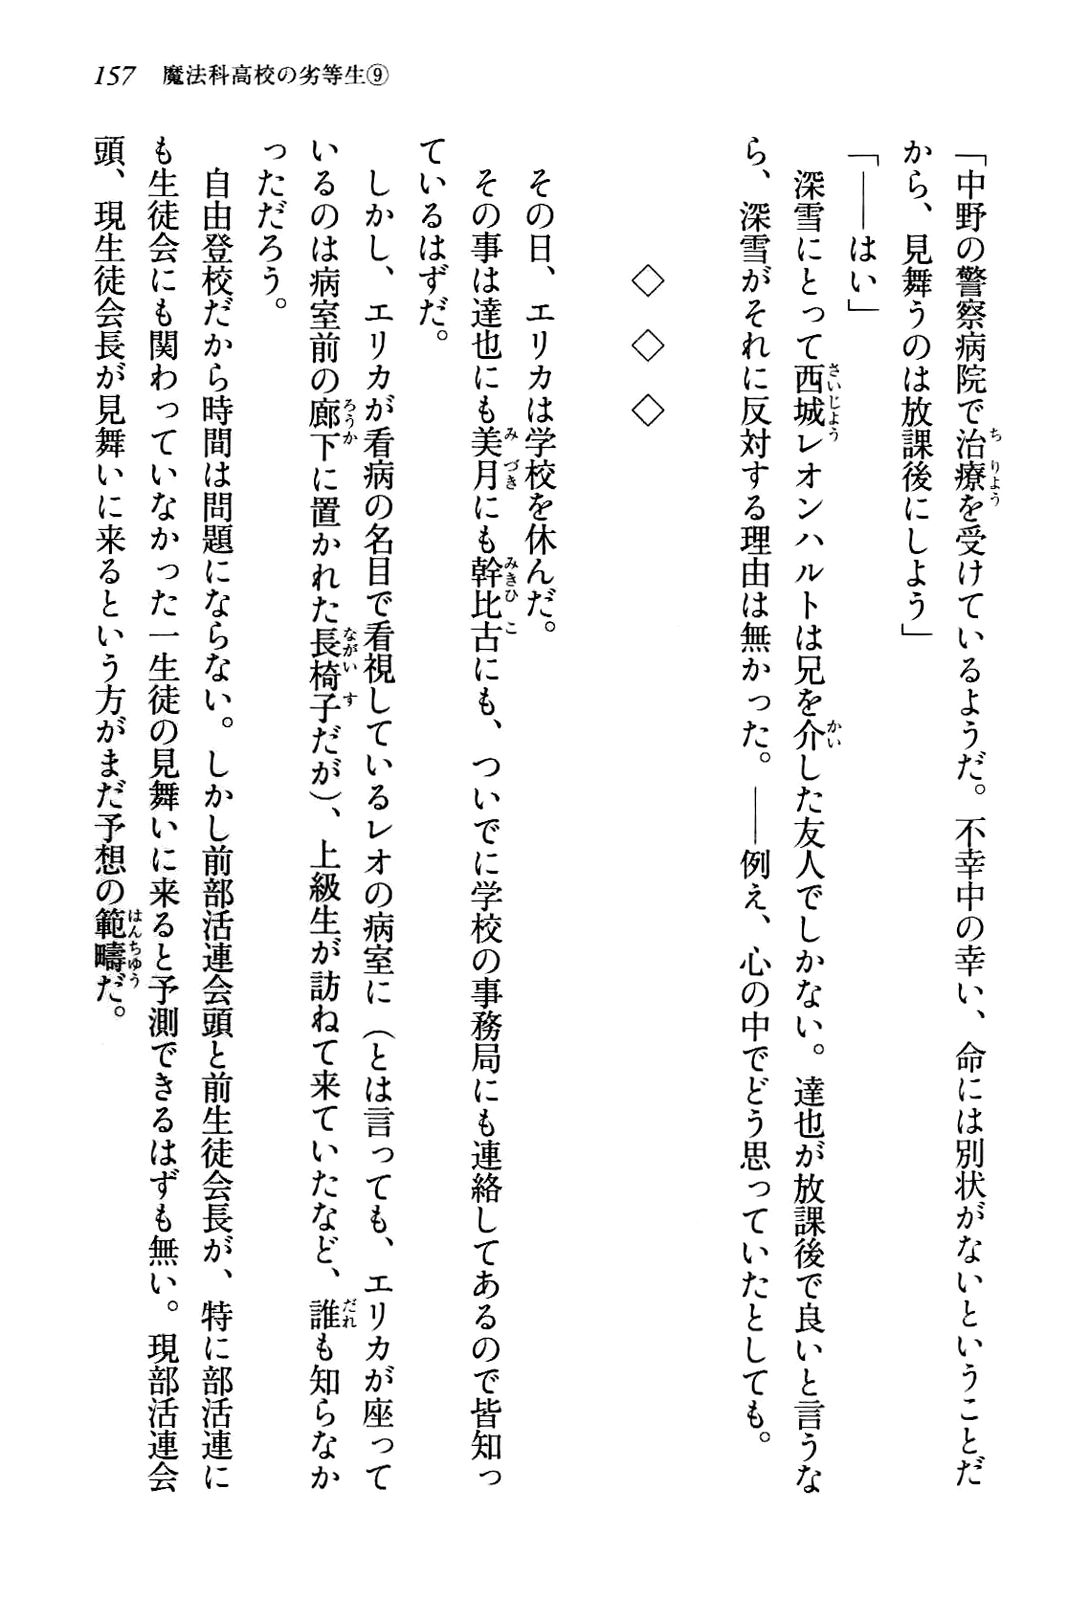 157　魔法科高校の劣等生⑨
「中野の警察病院で治療を受けているようだ。不幸中の幸い、命には別状がないということだ
から、見舞うのは放課後にしよう」
「――はい」
　深雪にとって西城レオンハルトは兄を介した友人でしかない。達也が放課後で良いと言うな
ら、深雪がそれに反対する理由は無かった。――例え、心の中でどう思っていたとしても。
◇　◇　◇
　その日、エリカは学校を休んだ。
　その事は達也にも美月にも幹比古にも、ついでに学校の事務局にも連絡してあるので皆知っ
ているはずだ。
　しかし、エリカが看病の名目で看視しているレオの病室に（とは言っても、エリカが座って
いるのは病室前の廊下に置かれた長椅子だが）、上級生が訪ねて来ていたなど、誰も知らなか
っただろう。
　自由登校だから時間は問題にならない。しかし前部活連会頭と前生徒会長が、特に部活連に
も生徒会にも関わっていなかった一生徒の見舞いに来ると予測できるはずも無い。現部活連会
頭、現生徒会長が見舞いに来るという方がまだ予想の範疇だ。